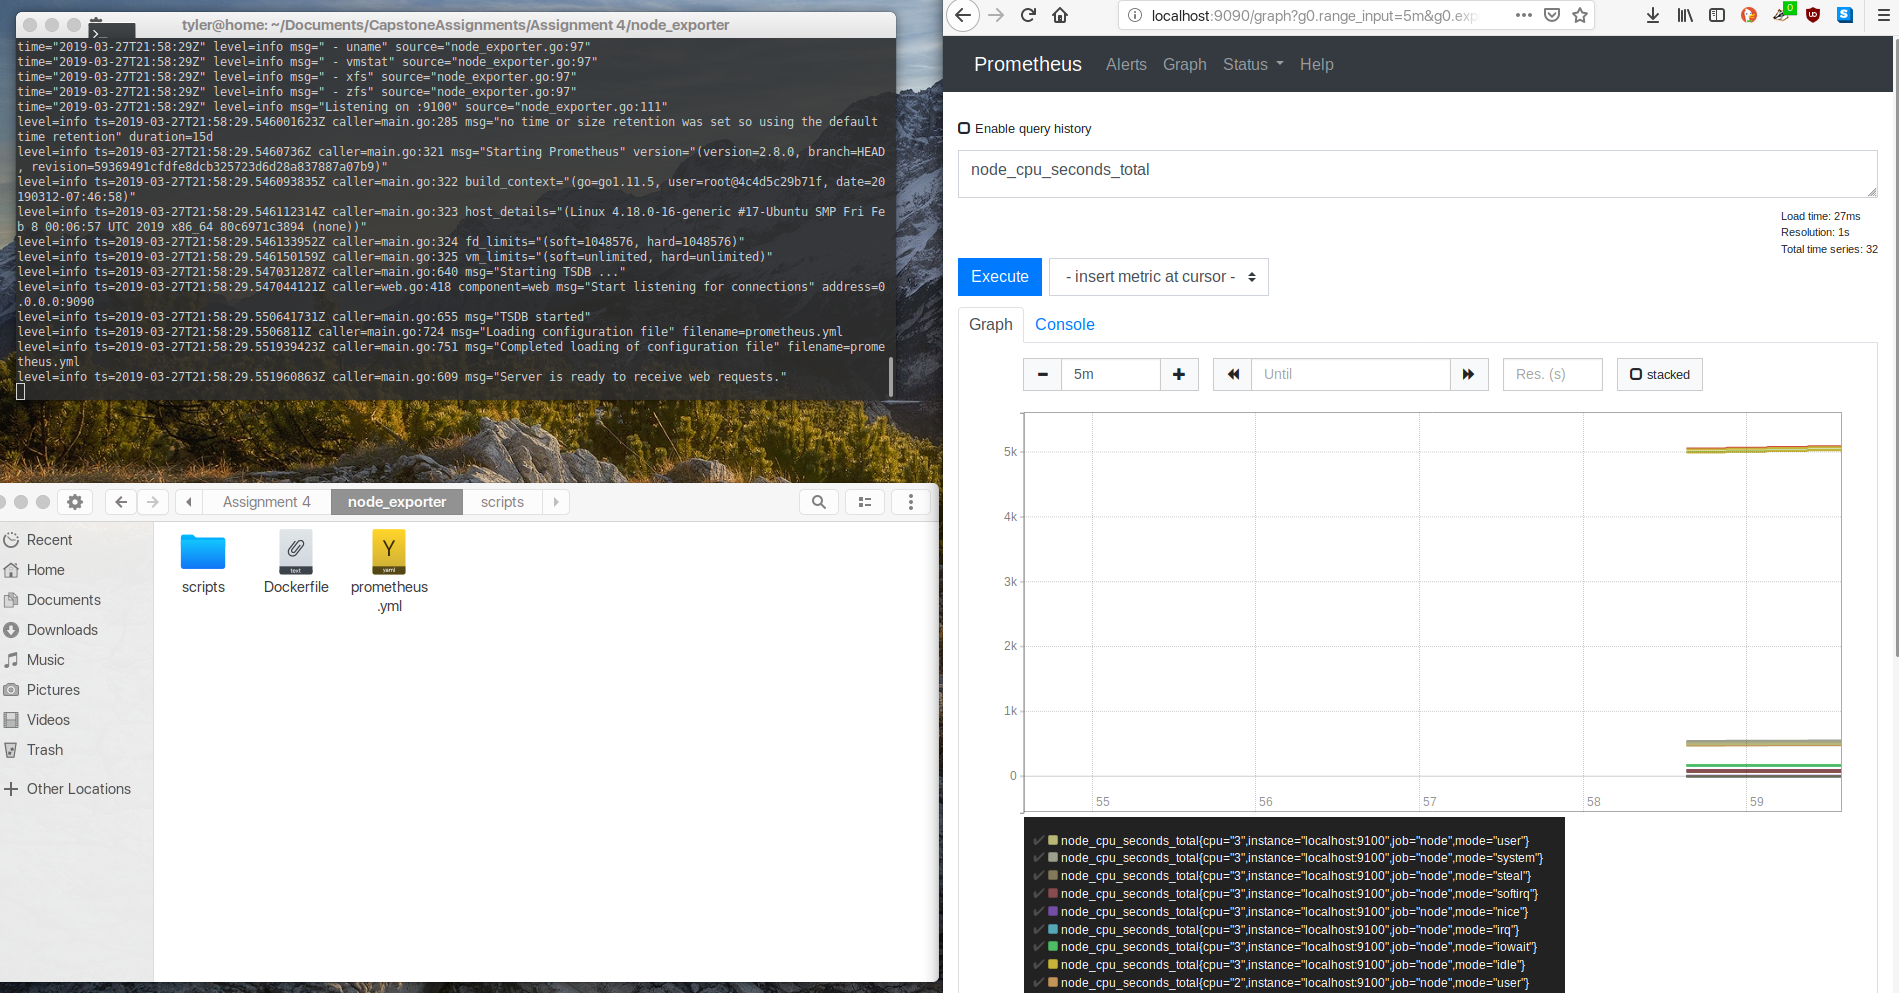 tyler@home: ~/Documents/CapstoneAssignments/Assignment 4/node_exporter
time="2019-03-27T21:58:29Z" level=info msg=" - uname" source="node_exporter.go:97"
time="2019-03-27T21:58:29Z" level=info msg=" - vmstat" source="node_exporter.go:97"
time="2019-03-27T21:58:29Z" level=info msg=" - xfs" source="node_exporter.go:97"
time="2019-03-27T21:58:29Z" level=info msg=" - zfs" source="node_exporter.go:97"
time="2019-03-27T21:58:29Z" level=info msg="Listening on :9100" source="node_exporter.go:111"
level=info ts=2019-03-27T21:58:29.546001623Z caller=main.go:285 msg="no time or size retention was set so using the default
time retention" duration=15d
level=info ts=2019-03-27T21:58:29.5460736Z caller=main.go:321 msg="Starting Prometheus" version="(version=2.8.0, branch=HEAD
, revision=59369491cfdfe8dcb325723d6d28a837887a07b9)"
level=info ts=2019-03-27T21:58:29.546093835Z caller=main.go:322 build_context="(go=go1.11.5, user=root@4c4d5c29b71f, date=20
190312-07:46:58)"
level=info ts=2019-03-27T21:58:29.546112314Z caller=main.go:323 host_details="(Linux 4.18.0-16-generic #17-Ubuntu SMP Fri Fe
b 8 00:06:57 UTC 2019 x86_64 80c6971c3894 (none))"
level=info ts=2019-03-27T21:58:29.546133952Z caller=main.go:324 fd_limits="(soft=1048576, hard=1048576)"
level=info ts=2019-03-27T21:58:29.546150159Z caller=main.go:325 vm_limits="(soft=unlimited, hard=unlimited)"
level=info ts=2019-03-27T21:58:29.547031287Z caller=main.go:640 msg="Starting TSDB ..."
level=info ts=2019-03-27T21:58:29.547044121Z caller=web.go:418 component=web msg="Start listening for connections" address=0
.0.0.0:9090
level=info ts=2019-03-27T21:58:29.550641731Z caller=main.go:655 msg="TSDB started"
level=info ts=2019-03-27T21:58:29.5506811Z caller=main.go:724 msg="Loading configuration file" filename=prometheus.yml
level=info ts=2019-03-27T21:58:29.551939423Z caller=main.go:751 msg="Completed loading of configuration file" filename=prome
theus.yml
level=info ts=2019-03-27T21:58:29.551960863Z caller=main.go:609 msg="Server is ready to receive web requests."
Assignment 4 node_exporter scripts
Recent
Home
Documents
Downloads
Music
Pictures
Videos
Trash
Other Locations
scripts
Dockerfile
text
prometheus
.yml
Y
yaml
localhost:9090/graph?g0.range_input=5m&g0.exp
0
Prometheus Alerts Graph Status Help
Enable query history
node_cpu_seconds_total
Load time: 27ms
Resolution: 1s
Total time series: 32
Execute - insert metric at cursor -
Graph Console
5m Until Res. (s) stacked
5k
4k
3k
2k
1k
0
55 56 57 58 59
node_cpu_seconds_total{cpu="3",instance="localhost:9100",job="node",mode="user"}
node_cpu_seconds_total{cpu="3",instance="localhost:9100",job="node",mode="system"}
node_cpu_seconds_total{cpu="3",instance="localhost:9100",job="node",mode="steal"}
node_cpu_seconds_total{cpu="3",instance="localhost:9100",job="node",mode="softirq"}
node_cpu_seconds_total{cpu="3",instance="localhost:9100",job="node",mode="nice"}
node_cpu_seconds_total{cpu="3",instance="localhost:9100",job="node",mode="irq"}
node_cpu_seconds_total{cpu="3",instance="localhost:9100",job="node",mode="iowait"}
node_cpu_seconds_total{cpu="3",instance="localhost:9100",job="node",mode="idle"}
node_cpu_seconds_total{cpu="2",instance="localhost:9100",job="node",mode="user"}